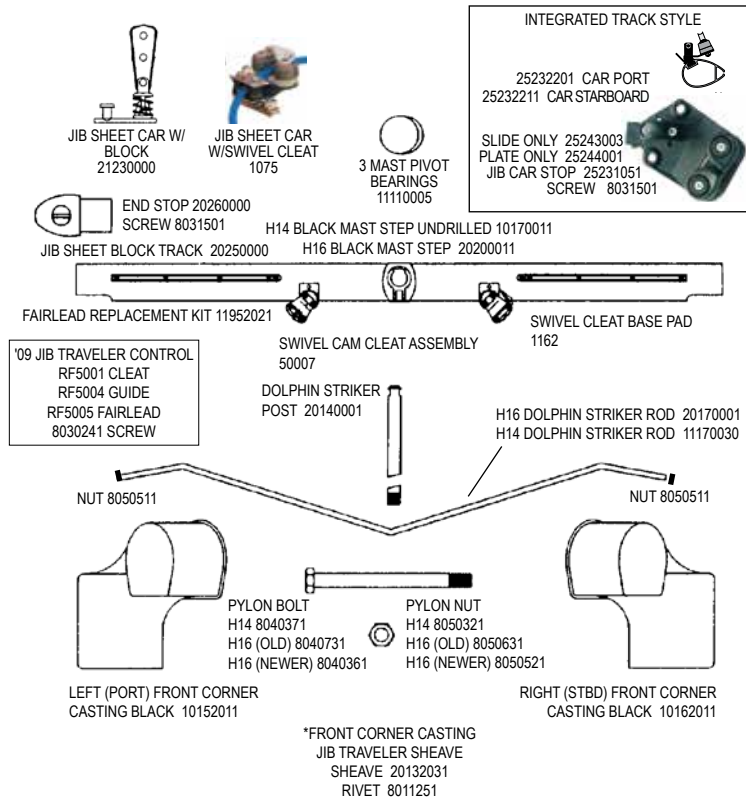 INTEGRATED TRACK STYLE
25232201 CAR PORT
25232211 CAR STARBOARD
SLIDE ONLY 25243003
PLATE ONLY 25244001
JIB CAR STOP 25231051
SCREW 8031501
JIB SHEET CAR W/
BLOCK
21230000
JIB SHEET CAR
W/SWIVEL CLEAT
1075
3 MAST PIVOT
BEARINGS
11110005
END STOP 20260000
SCREW 8031501
JIB SHEET BLOCK TRACK 20250000
H14 BLACK MAST STEP UNDRILLED 10170011
H16 BLACK MAST STEP 20200011
FAIRLEAD REPLACEMENT KIT 11952021
SWIVEL CAM CLEAT ASSEMBLY
50007
SWIVEL CLEAT BASE PAD
1162
'09 JIB TRAVELER CONTROL
RF5001 CLEAT
RF5004 GUIDE
RF5005 FAIRLEAD
8030241 SCREW
DOLPHIN STRIKER
POST 20140001
H16 DOLPHIN STRIKER ROD 20170001
H14 DOLPHIN STRIKER ROD 11170030
NUT 8050511
NUT 8050511
PYLON BOLT
H14 8040371
H16 (OLD) 8040731
H16 (NEWER) 8040361
PYLON NUT
H14 8050321
H16 (OLD) 8050631
H16 (NEWER) 8050521
LEFT (PORT) FRONT CORNER
CASTING BLACK 10152011
RIGHT (STBD) FRONT CORNER
CASTING BLACK 10162011
*FRONT CORNER CASTING
JIB TRAVELER SHEAVE
SHEAVE 20132031
RIVET 8011251